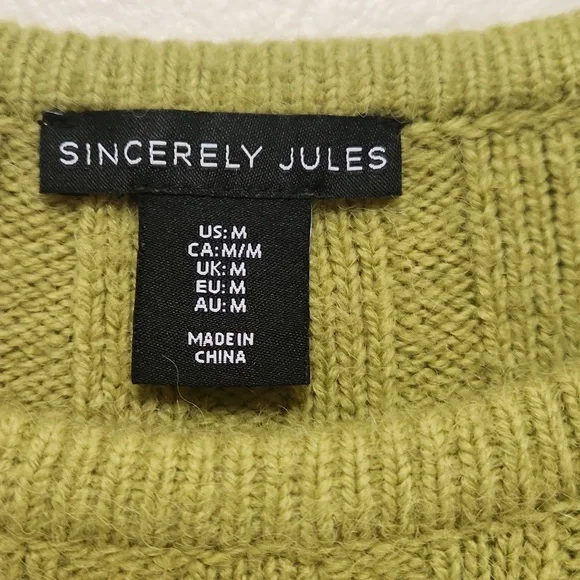 SINCERELY JULES
US: M
CA: M/M
UK: M
EU: M
AU: M
MADE IN
CHINA